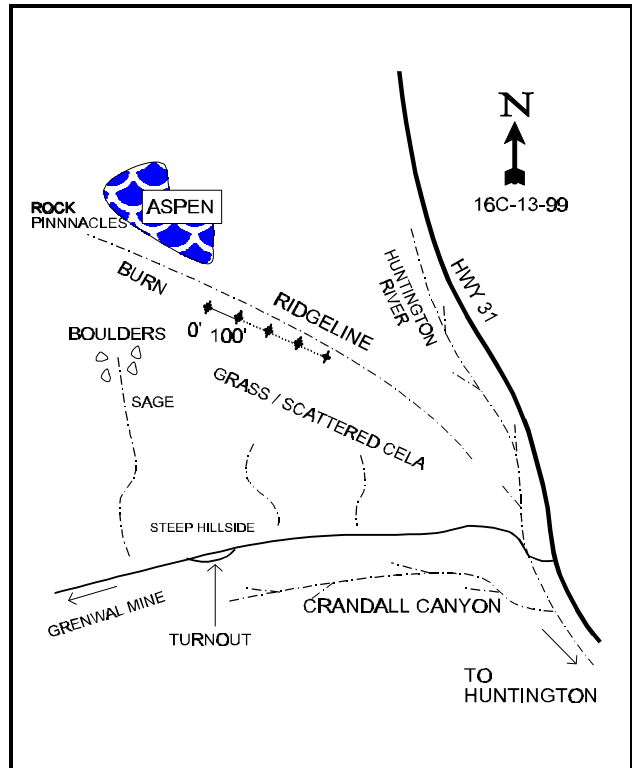 N
16C-13-99
ROCK
PINNNACLES
ASPEN
BURN
RIDGELINE
HUNTINGTON
RIVER
HWY 31
0' 100'
BOULDERS
SAGE
GRASS / SCATTERED CELA
STEEP HILLSIDE
GRENWAL MINE
TURNOUT
CRANDALL CANYON
TO
HUNTINGTON